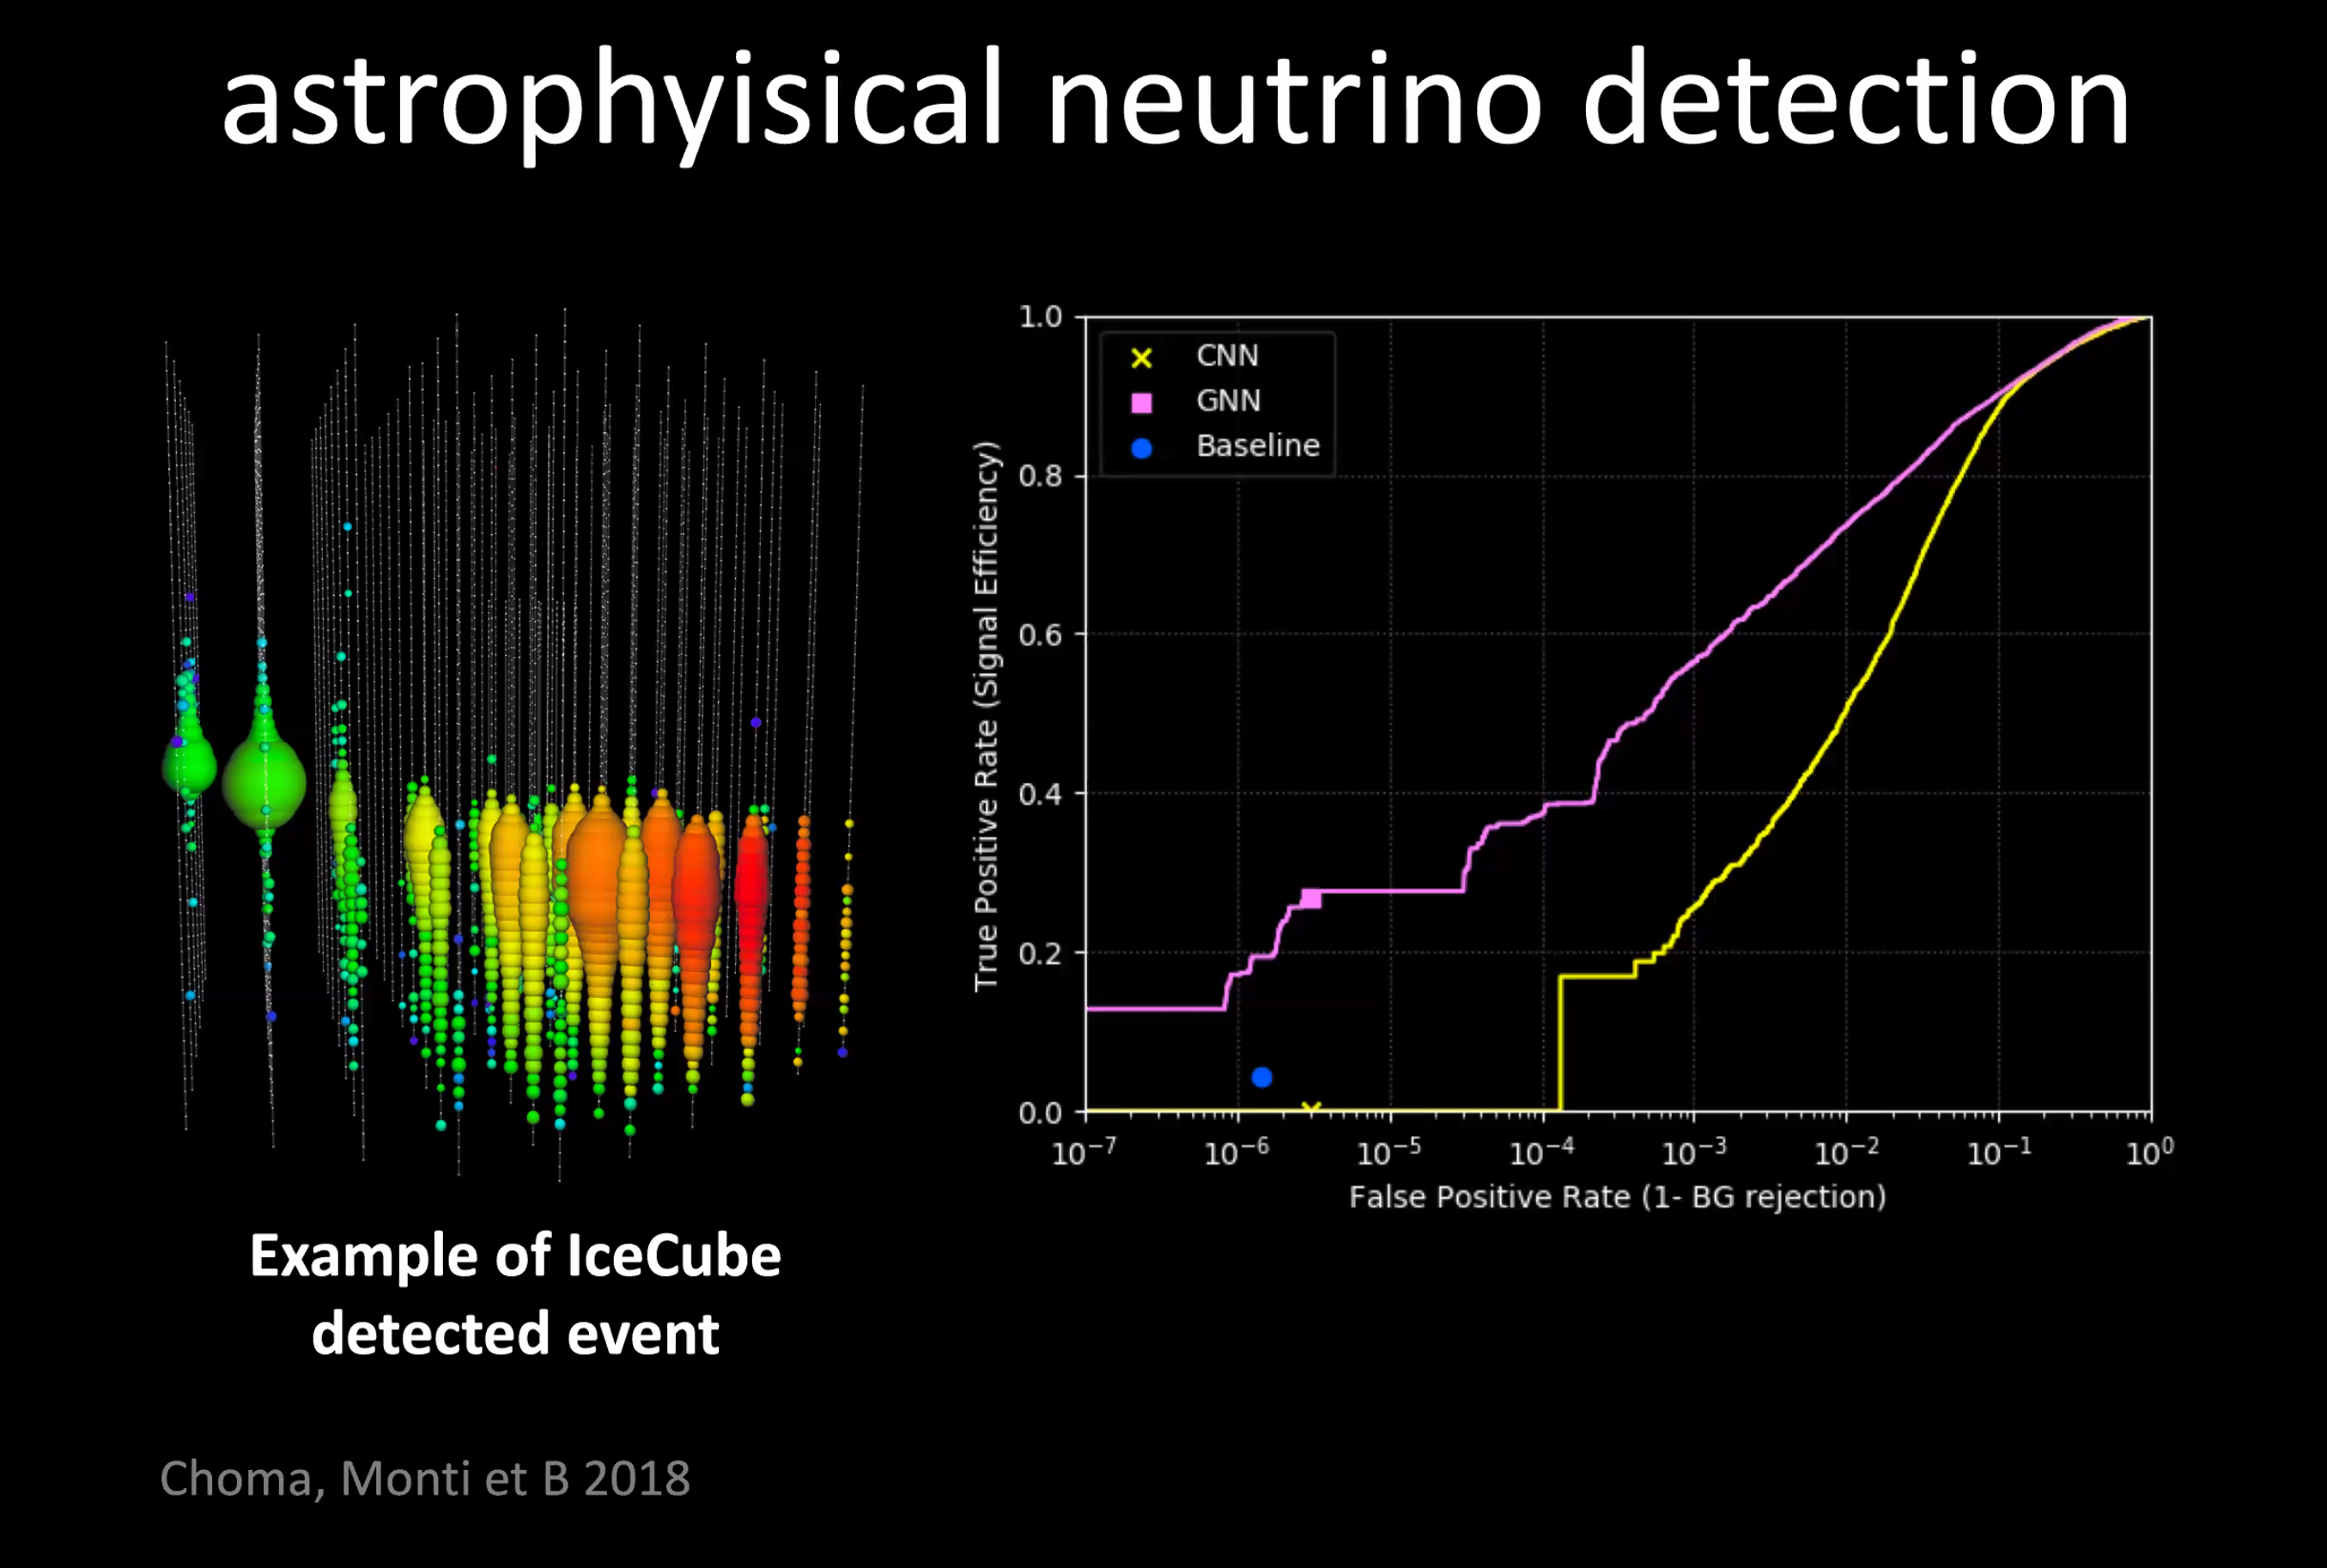 astrophyisical neutrino detection
1.0
0.8
0.6
0.4
0.2
0.0
True Positive Rate (Signal Efficiency)
CNN
GNN
Baseline
10⁻⁷ 10⁻⁶ 10⁻⁵ 10⁻⁴ 10⁻³ 10⁻² 10⁻¹ 10⁰
False Positive Rate (1- BG rejection)
Example of IceCube
detected event
Choma, Monti et B 2018